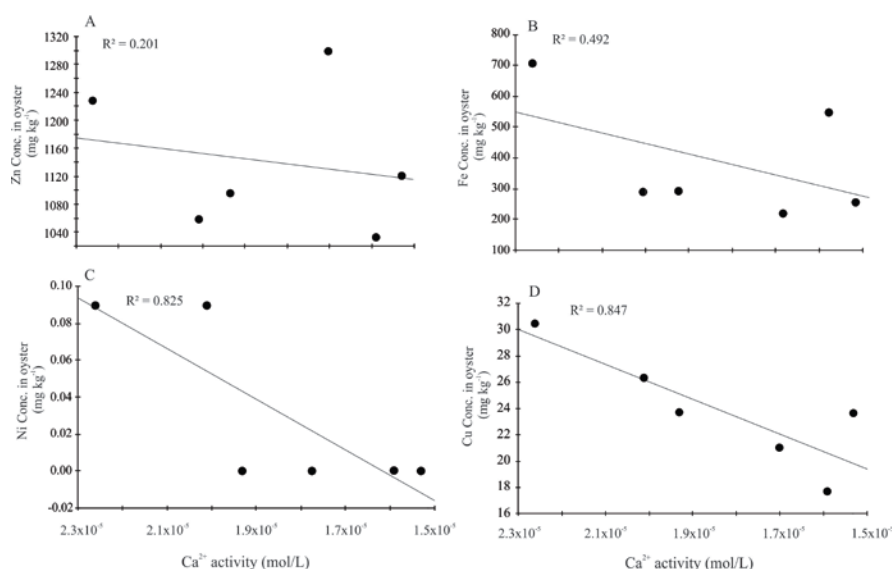 A
R² = 0.201
Zn Conc. in oyster
(mg kg⁻¹)
1320
1280
1240
1200
1160
1120
1080
1040
B
R² = 0.492
Fe Conc. in oyster
(mg kg⁻¹)
800
700
600
500
400
300
200
100
C
R² = 0.825
Ni Conc. in oyster
(mg kg⁻¹)
0.10
0.08
0.06
0.04
0.02
0.00
-0.02
2.3x10⁻⁵
2.1x10⁻⁵
1.9x10⁻⁵
1.7x10⁻⁵
1.5x10⁻⁵
Ca²⁺ activity (mol/L)
D
R² = 0.847
Cu Conc. in oyster
(mg kg⁻¹)
32
30
28
26
24
22
20
18
16
2.3x10⁻⁵
2.1x10⁻⁵
1.9x10⁻⁵
1.7x10⁻⁵
1.5x10⁻⁵
Ca²⁺ activity (mol/L)